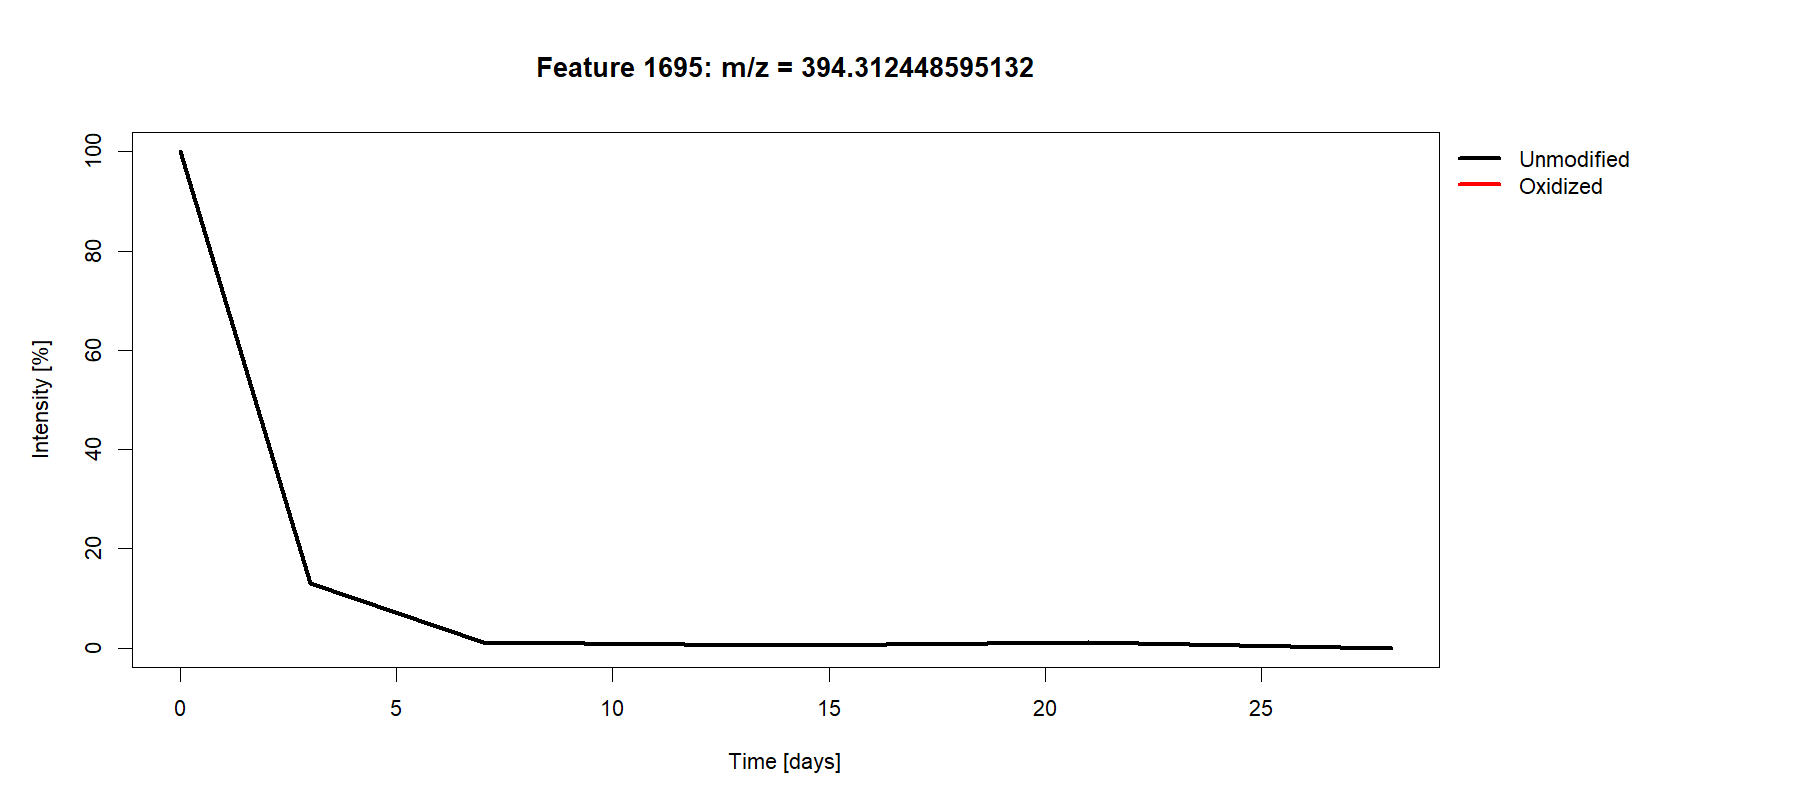 Feature 1695: m/z = 394.312448595132
Unmodified
Oxidized
Intensity [%]
100
80
60
40
20
0
0 5 10 15 20 25
Time [days]